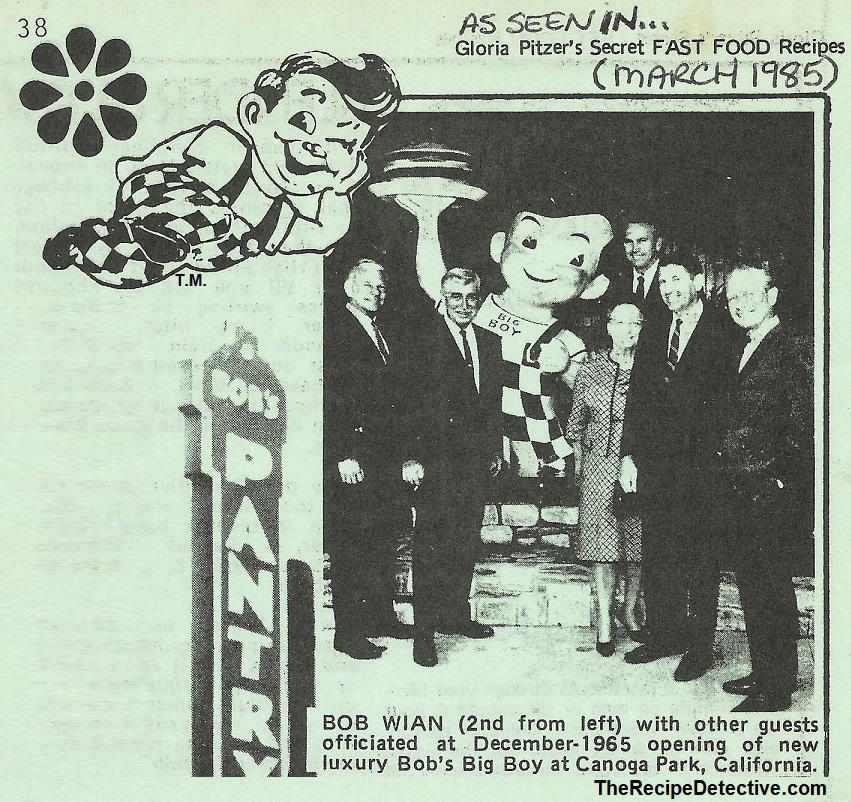 38
AS SEEN IN...
Gloria Pitzer's Secret FAST FOOD Recipes
(MARCH 1985)
T.M.
BIG
BOY
BOB'S
PANTRY
BOB WIAN (2nd from left) with other guests
officiated at December-1965 opening of new
luxury Bob's Big Boy at Canoga Park, California.
TheRecipeDetective.com